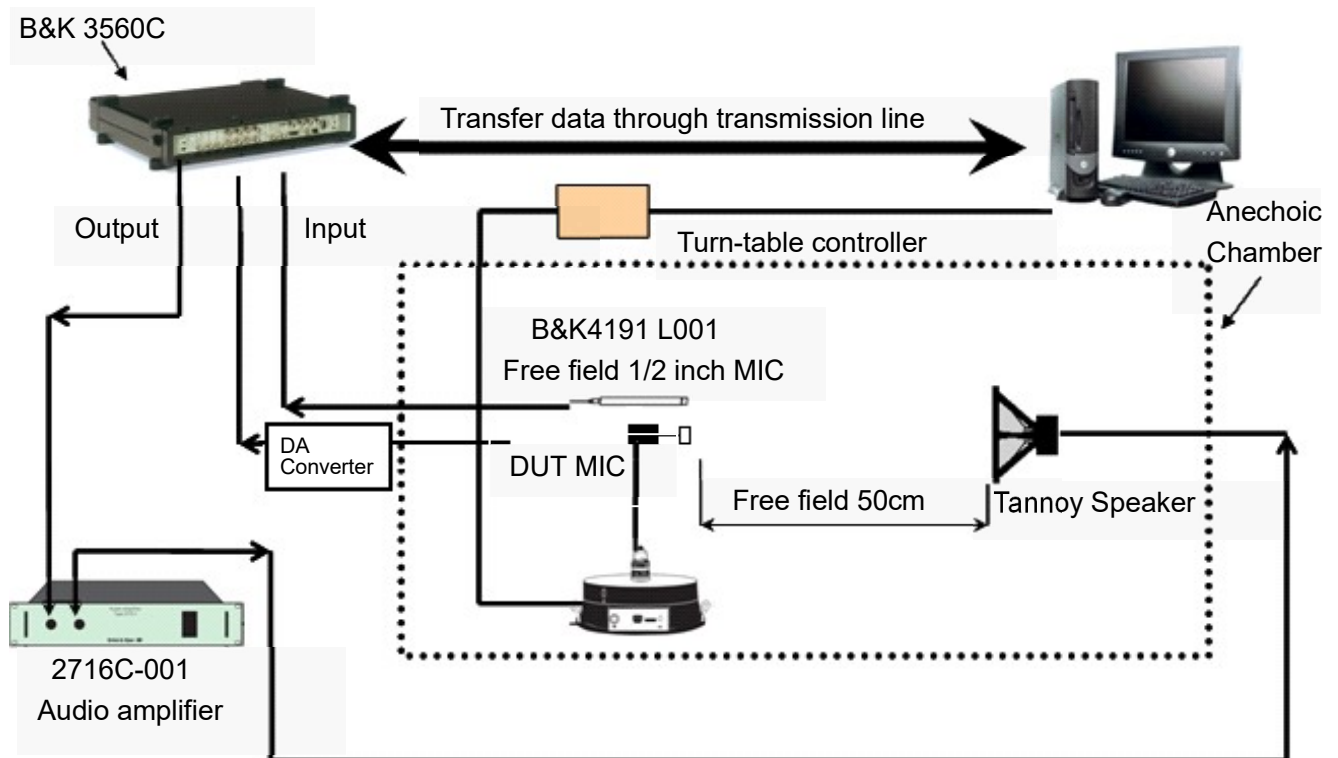 B&K 3560C
Transfer data through transmission line
Output
Input
Turn-table controller
Anechoic
Chamber
B&K4191 L001
Free field 1/2 inch MIC
DA
Converter
DUT MIC
Free field 50cm
Tannoy Speaker
2716C-001
Audio amplifier